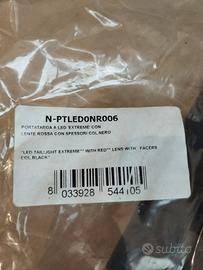 N-PTLED0NR006
PORTATARGA A LED 'EXTREME' CON
LENTE ROSSA CON SPESSORI COL.NERO
"LED TAILLIGHT EXTREME"" WITH RED"" LENS WITH SPACERS
COL.BLACK"
8 033928 544105
subito